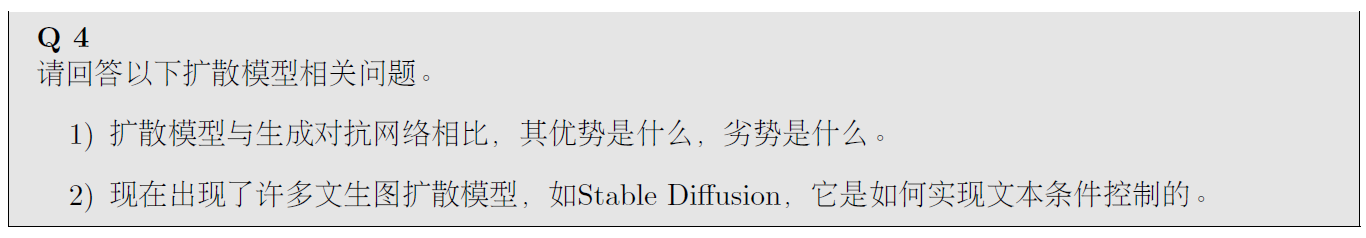 Q 4
请回答以下扩散模型相关问题。
1) 扩散模型与生成对抗网络相比，其优势是什么，劣势是什么。
2) 现在出现了许多文生图扩散模型，如Stable Diffusion，它是如何实现文本条件控制的。